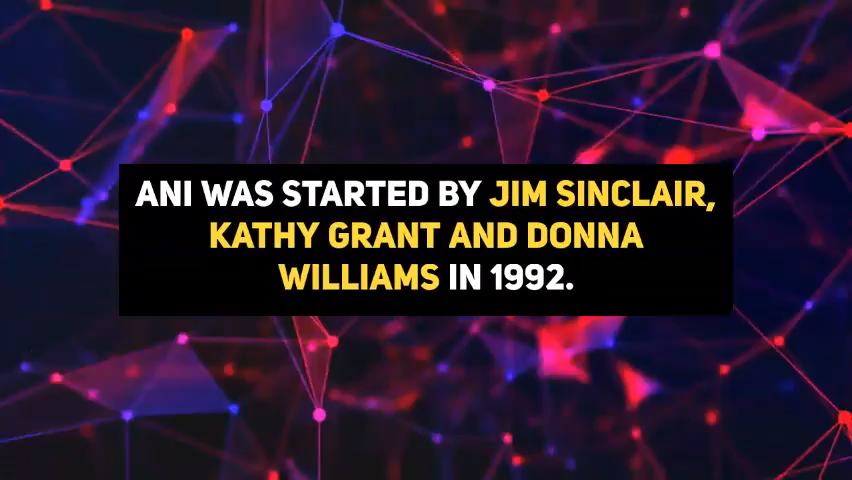 ANI WAS STARTED BY JIM SINCLAIR,
KATHY GRANT AND DONNA
WILLIAMS IN 1992.